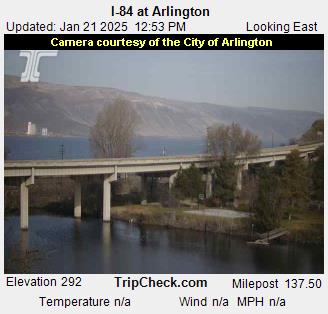 I-84 at Arlington
Updated: Jan 21 2025 12:53 PM Looking East
Camera courtesy of the City of Arlington
Elevation 292 TripCheck.com Milepost 137.50
Temperature n/a Wind n/a MPH n/a